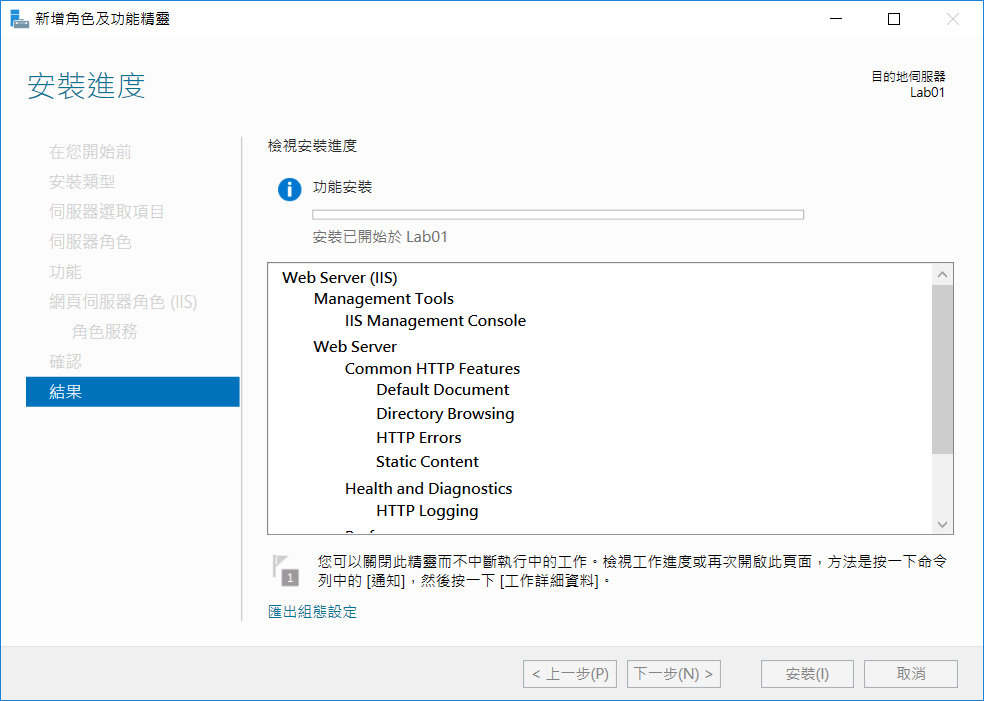 新增角色及功能精靈
安裝進度
目的地伺服器
Lab01
在您開始前
安裝類型
伺服器選取項目
伺服器角色
功能
網頁伺服器角色 (IIS)
角色服務
確認
結果
檢視安裝進度
功能安裝
安裝已開始於 Lab01
Web Server (IIS)
Management Tools
IIS Management Console
Web Server
Common HTTP Features
Default Document
Directory Browsing
HTTP Errors
Static Content
Health and Diagnostics
HTTP Logging
1
您可以關閉此精靈而不中斷執行中的工作。檢視工作進度或再次開啟此頁面，方法是按一下命令
列中的 [通知]，然後按一下 [工作詳細資料]。
匯出組態設定
< 上一步(P)
下一步(N) >
安裝(I)
取消